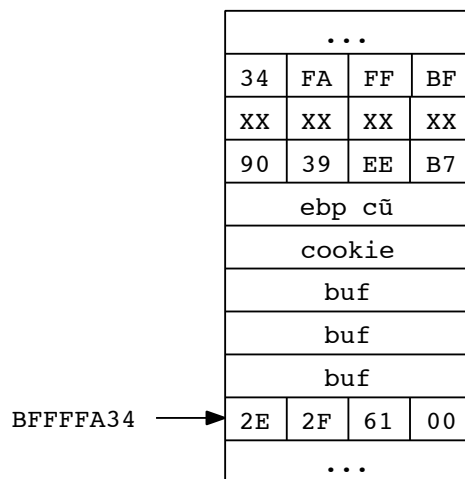 ...
34 FA FF BF
XX XX XX XX
90 39 EE B7
ebp cũ
cookie
buf
buf
buf
BFFFFA34 2E 2F 61 00
...